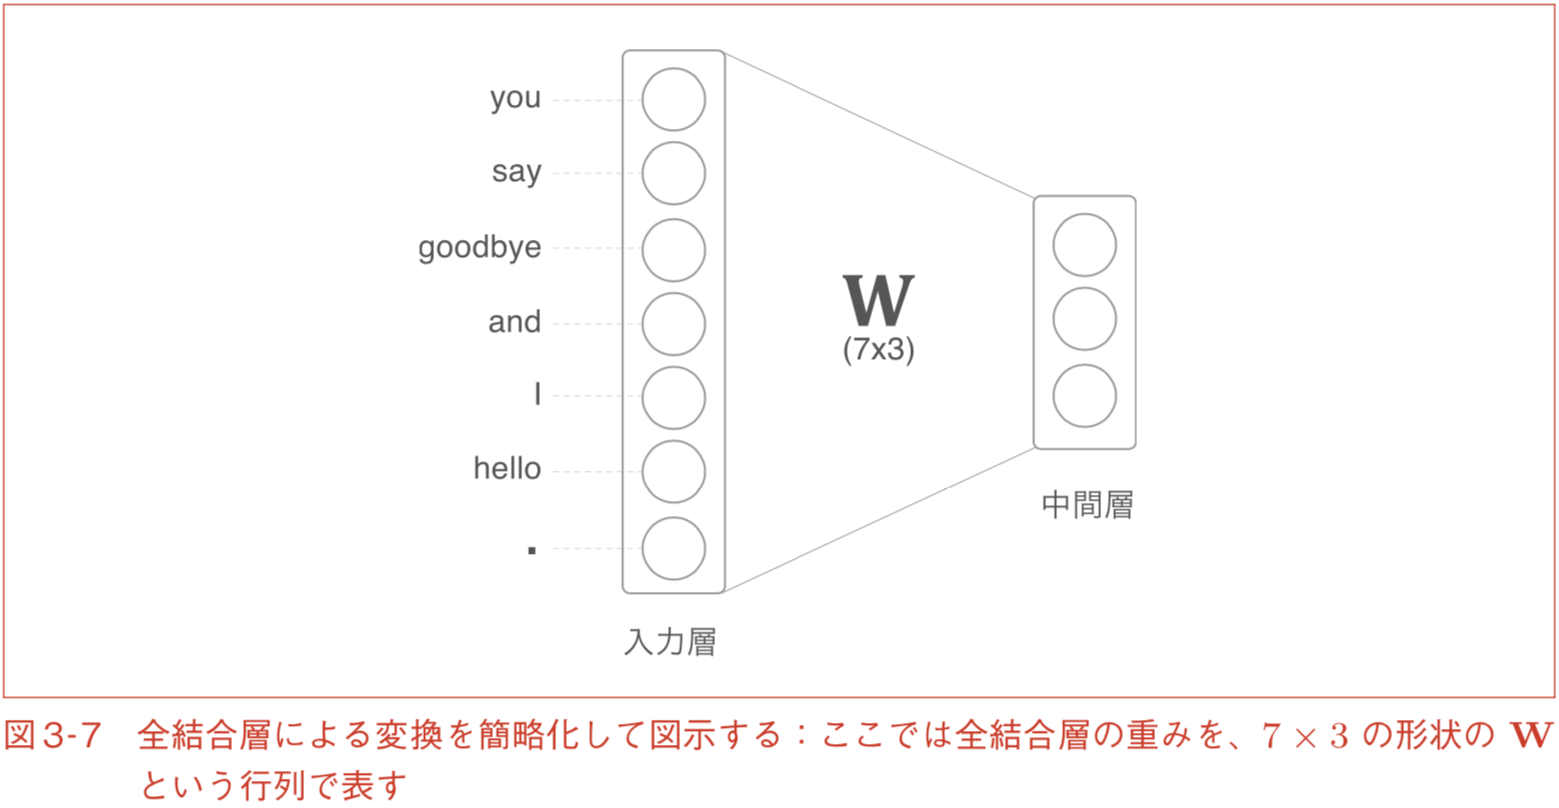 you
say
goodbye
and
I
hello
.
W
(7x3)
中間層
入力層
図3-7 全結合層による変換を簡略化して図示する：ここでは全結合層の重みを、7 × 3 の形状の W
という行列で表す